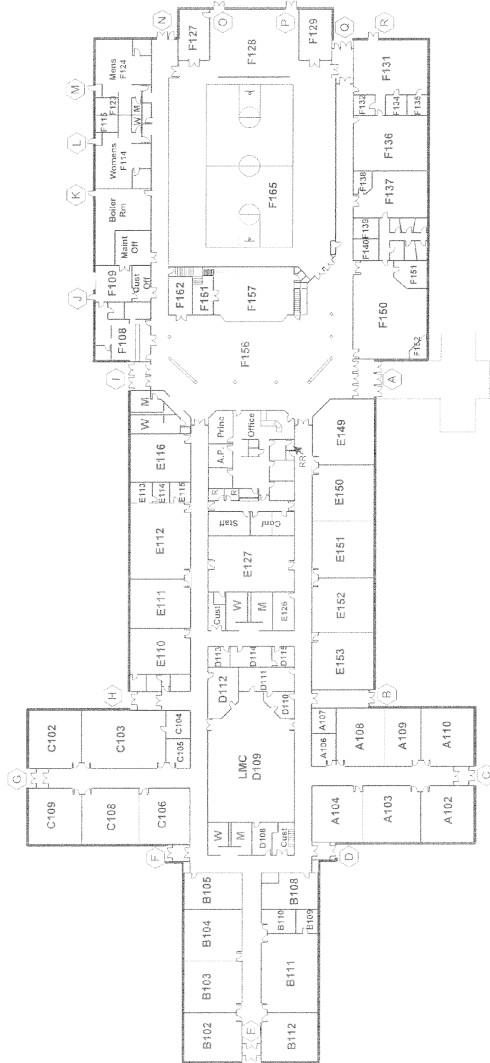 N
O
P
Q
R
F127
F128
F129
Mens
F124
M
F115
F123
W
M
L
Womens
F114
K
Boiler
Rm
Maint
Off
F109
Cust
Off
J
F108
I
F165
F131
F132
F134
F135
F136
F138
F137
F139
F140
F151
F150
F152
A
F162
F161
F157
F156
M
W
E116
E113
E114
E115
E112
E111
E110
Princ
Office
A.P.
RR
R
R
Staff
Conf
E127
Cust
W
M
E126
E149
E150
E151
E152
E153
H
B
D113
D114
D115
D112
D111
D110
LMC
D109
W
M
D108
Cust
C102
C103
C104
C105
G
C109
C108
C106
F
A107
A106
A108
A109
A110
C
A104
A103
A102
D
B105
B104
B103
B102
B108
B110
B109
B111
B112
E